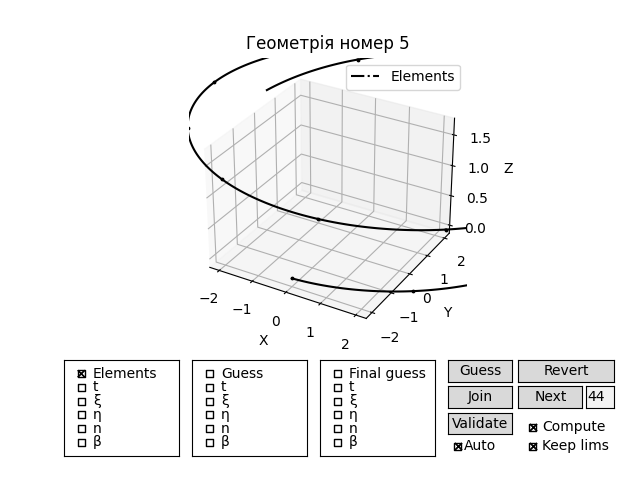 Геометрія номер 5
Elements
1.5
1.0
Z
0.5
0.0
2
1
0
Y
−1
−2
−2
−1
0
1
2
X
Elements
t
ξ
η
n
β
Guess
t
ξ
η
n
β
Final guess
t
ξ
η
n
β
Guess Revert
Join Next 44
Validate Compute
Auto Keep lims